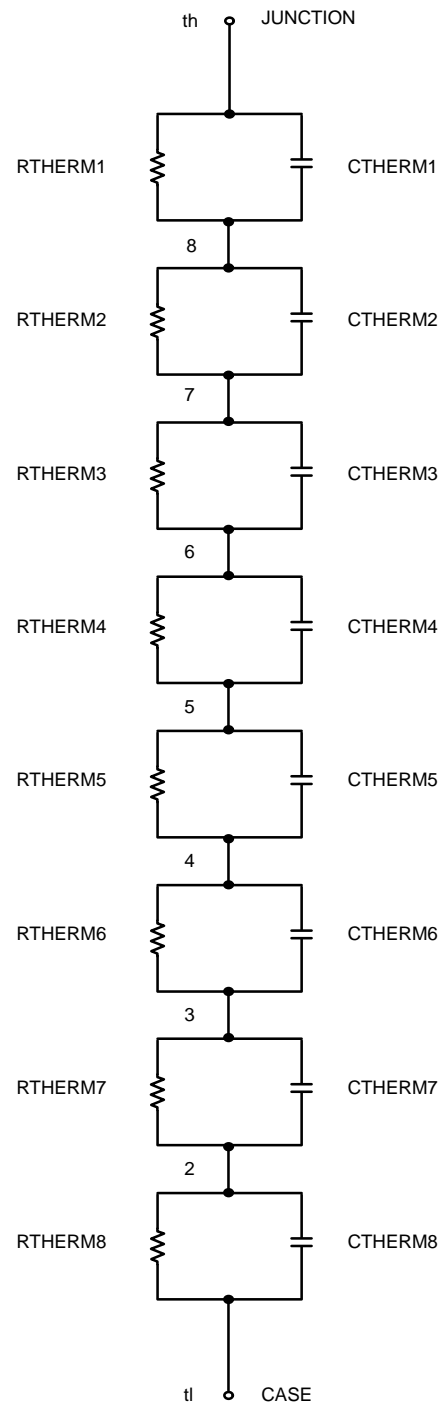 th JUNCTION
RTHERM1 CTHERM1
8
RTHERM2 CTHERM2
7
RTHERM3 CTHERM3
6
RTHERM4 CTHERM4
5
RTHERM5 CTHERM5
4
RTHERM6 CTHERM6
3
RTHERM7 CTHERM7
2
RTHERM8 CTHERM8
tl CASE